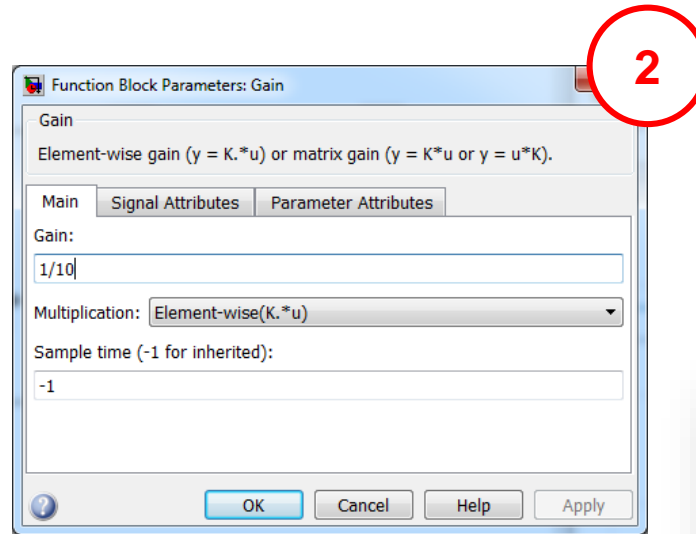 2
Function Block Parameters: Gain
Gain
Element-wise gain (y = K.*u) or matrix gain (y = K*u or y = u*K).
Main Signal Attributes Parameter Attributes
Gain:
1/10
Multiplication: Element-wise(K.*u)
Sample time (-1 for inherited):
-1
? OK Cancel Help Apply